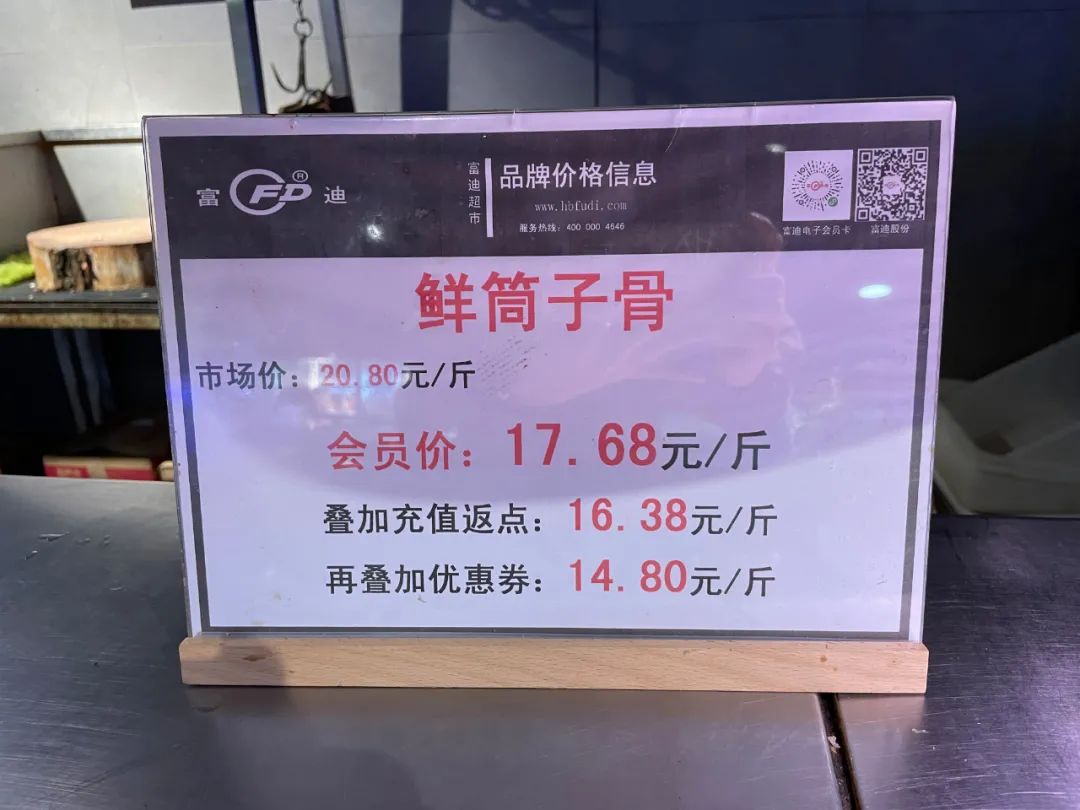 富 FD® 迪
富迪超市
品牌价格信息
www.hbfudi.com
服务热线：400 000 4646
富迪电子会员卡
富迪股份
鲜筒子骨
市场价：20.80元/斤
会员价：17.68元/斤
叠加充值返点：16.38元/斤
再叠加优惠券：14.80元/斤